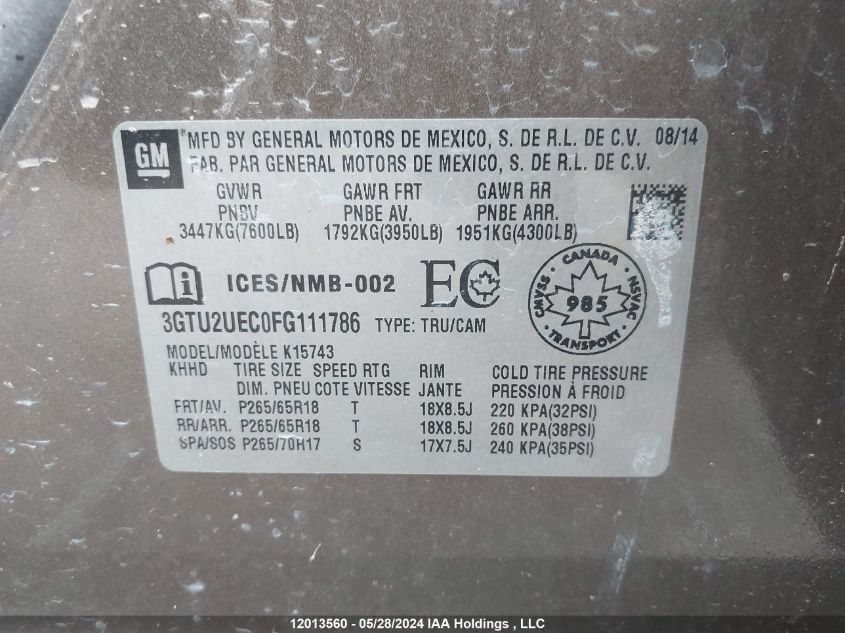 GM MFD BY GENERAL MOTORS DE MEXICO, S. DE R.L. DE C.V. 08/14
FAB. PAR GENERAL MOTORS DE MEXICO, S. DE R.L. DE C.V.
GVWR GAWR FRT GAWR RR
PNBV PNBE AV. PNBE ARR.
3447KG(7600LB) 1792KG(3950LB) 1951KG(4300LB)
i ICES/NMB-002 EC
CANADA
CMVSS NSVAC
985
TRANSPORT
3GTU2UEC0FG111786 TYPE: TRU/CAM
MODEL/MODÈLE K15743
KHHD TIRE SIZE SPEED RTG RIM COLD TIRE PRESSURE
DIM. PNEU COTE VITESSE JANTE PRESSION À FROID
FRT/AV. P265/65R18 T 18X8.5J 220 KPA(32PSI)
RR/ARR. P265/65R18 T 18X8.5J 260 KPA(38PSI)
SPA/SOS P265/70H17 S 17X7.5J 240 KPA(35PSI)
12013560 - 05/28/2024 IAA Holdings , LLC